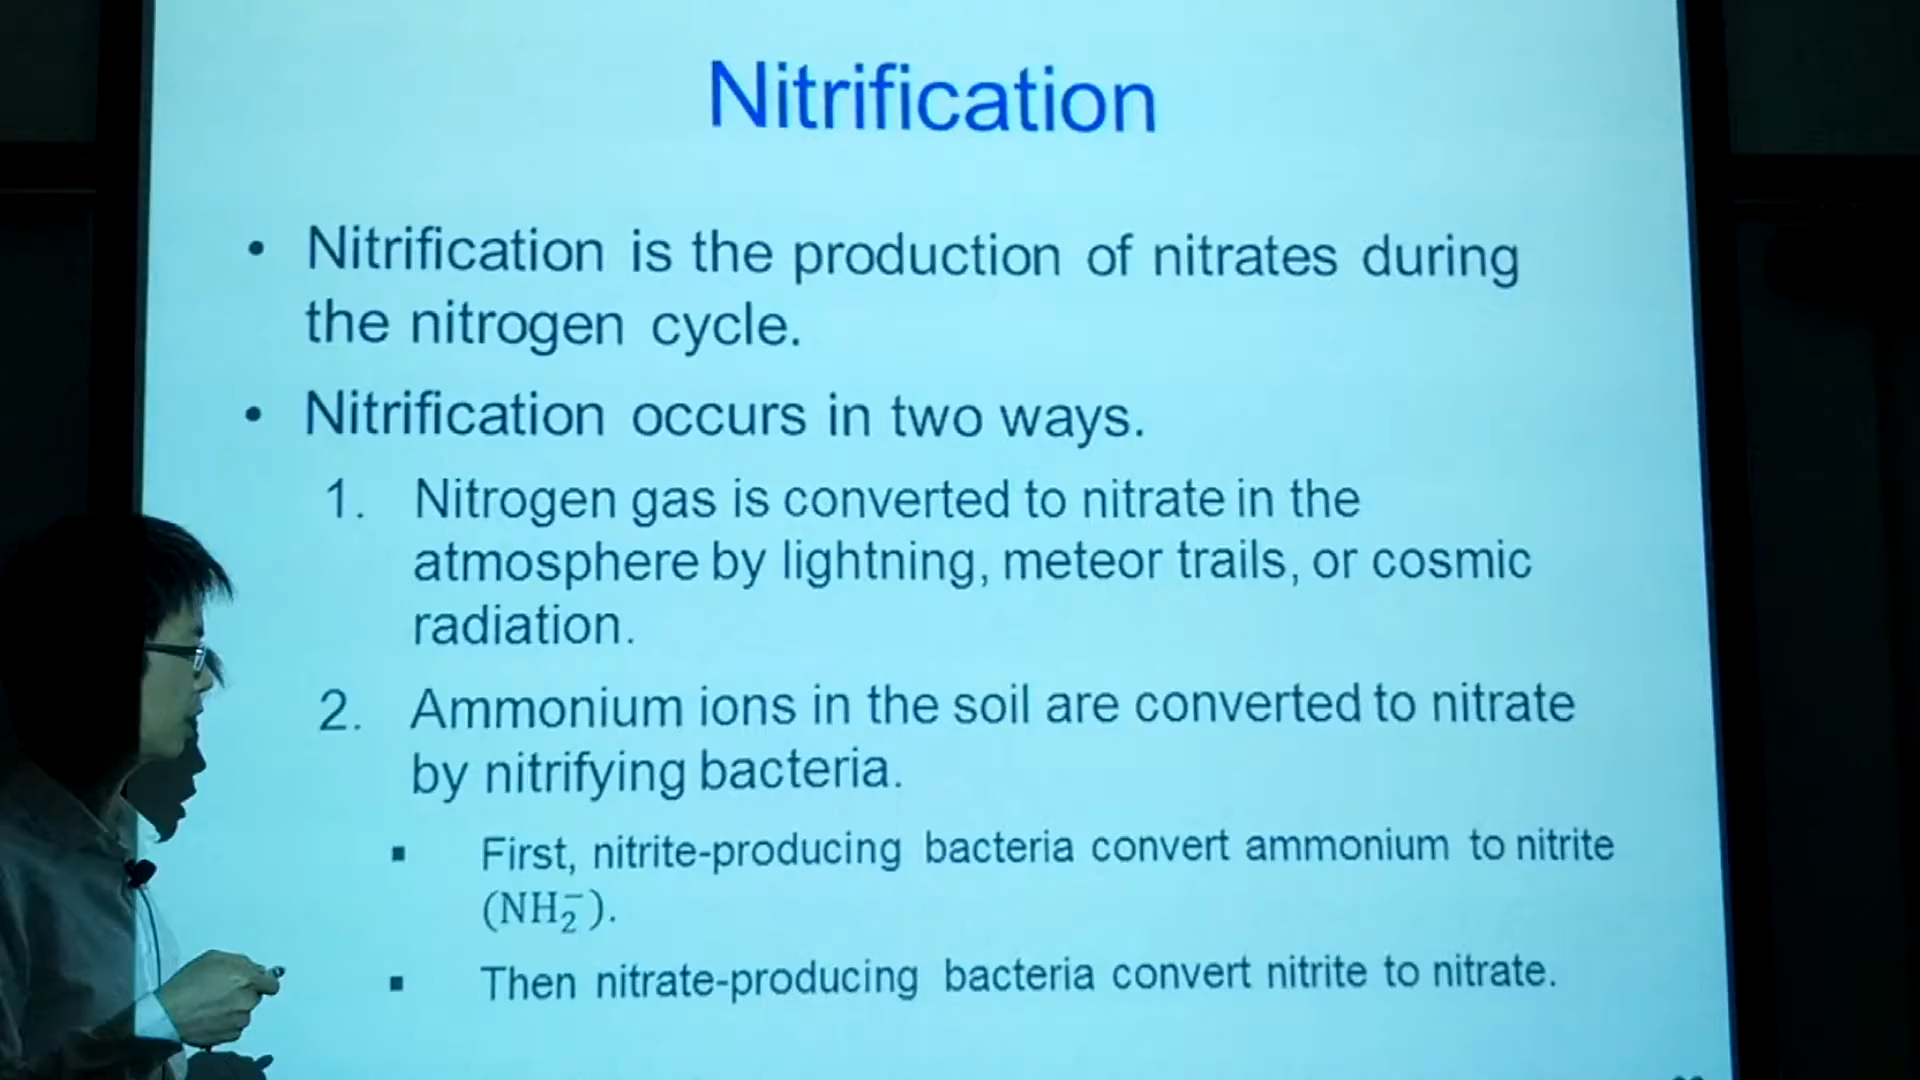 Nitrification
• Nitrification is the production of nitrates during
the nitrogen cycle.
• Nitrification occurs in two ways.
1. Nitrogen gas is converted to nitrate in the
atmosphere by lightning, meteor trails, or cosmic
radiation.
2. Ammonium ions in the soil are converted to nitrate
by nitrifying bacteria.
▪ First, nitrite-producing bacteria convert ammonium to nitrite
(NH₂⁻).
▪ Then nitrate-producing bacteria convert nitrite to nitrate.